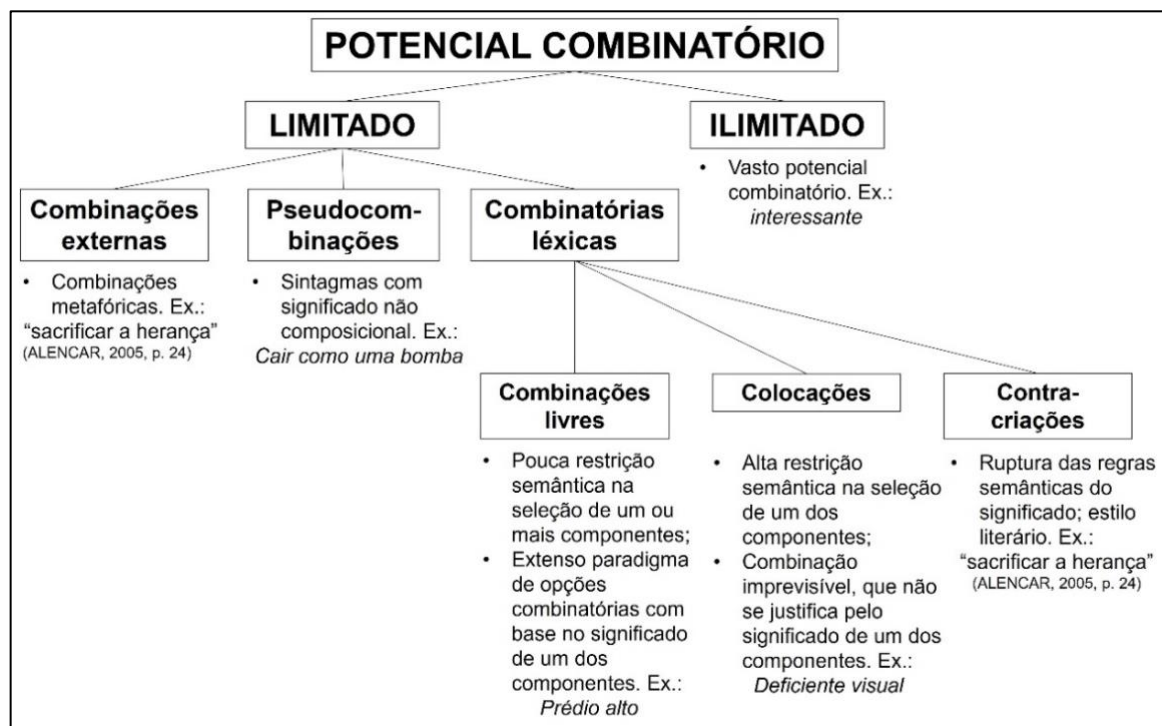 POTENCIAL COMBINATÓRIO
LIMITADO
ILIMITADO
• Vasto potencial
combinatório. Ex.:
interessante
Combinações
externas
• Combinações
metafóricas. Ex.:
“sacrificar a herança”
(ALENCAR, 2005, p. 24)
Pseudocom-
binações
• Sintagmas com
significado não
composicional. Ex.:
Cair como uma bomba
Combinatórias
léxicas
Combinações
livres
• Pouca restrição
semântica na
seleção de um ou
mais componentes;
• Extenso paradigma
de opções
combinatórias com
base no significado
de um dos
componentes. Ex.:
Prédio alto
Colocações
• Alta restrição
semântica na seleção
de um dos
componentes;
• Combinação
imprevisível, que não
se justifica pelo
significado de um dos
componentes. Ex.:
Deficiente visual
Contra-
criações
• Ruptura das regras
semânticas do
significado; estilo
literário. Ex.:
“sacrificar a herança”
(ALENCAR, 2005, p. 24)